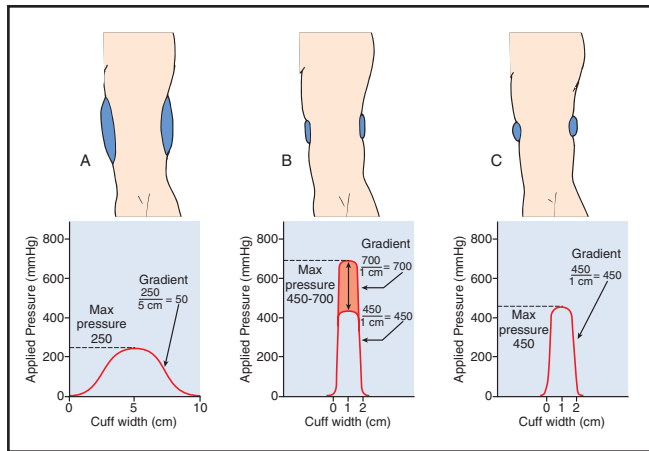 A
B
C
Applied Pressure (mmHg)
800
600
400
200
0
Max
pressure
250
Gradient
250
5 cm = 50
0 5 10
Cuff width (cm)
Applied Pressure (mmHg)
800
600
400
200
0
Max
pressure
450-700
Gradient
700
1 cm = 700
450
1 cm = 450
0 1 2
Cuff width (cm)
Applied Pressure (mmHg)
800
600
400
200
0
Max
pressure
450
Gradient
450
1 cm = 450
0 1 2
Cuff width (cm)